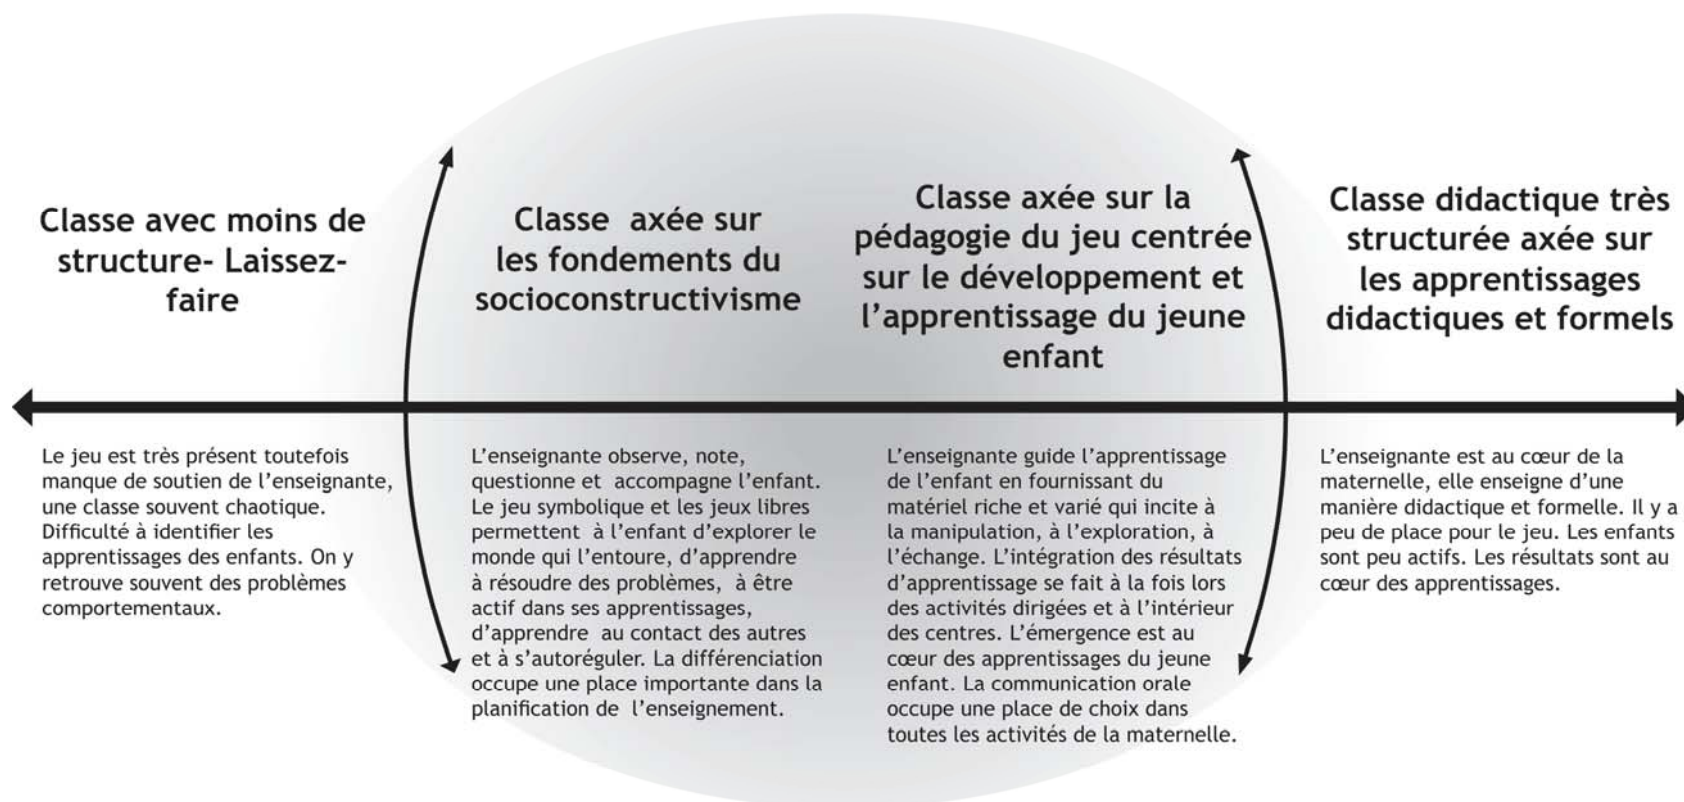 Classe avec moins de
structure- Laissez-
faire
Classe axée sur
les fondements du
socioconstructivisme
Classe axée sur la
pédagogie du jeu centrée
sur le développement et
l’apprentissage du jeune
enfant
Classe didactique très
structurée axée sur
les apprentissages
didactiques et formels
Le jeu est très présent toutefois
manque de soutien de l’enseignante,
une classe souvent chaotique.
Difficulté à identifier les
apprentissages des enfants. On y
retrouve souvent des problèmes
comportementaux.
L’enseignante observe, note,
questionne et accompagne l’enfant.
Le jeu symbolique et les jeux libres
permettent à l’enfant d’explorer le
monde qui l’entoure, d’apprendre
à résoudre des problèmes, à être
actif dans ses apprentissages,
d’apprendre au contact des autres
et à s’autoréguler. La différenciation
occupe une place importante dans la
planification de l’enseignement.
L’enseignante guide l’apprentissage
de l’enfant en fournissant du
matériel riche et varié qui incite à
la manipulation, à l’exploration, à
l’échange. L’intégration des résultats
d’apprentissage se fait à la fois lors
des activités dirigées et à l’intérieur
des centres. L’émergence est au
cœur des apprentissages du jeune
enfant. La communication orale
occupe une place de choix dans
toutes les activités de la maternelle.
L’enseignante est au cœur de la
maternelle, elle enseigne d’une
manière didactique et formelle. Il y a
peu de place pour le jeu. Les enfants
sont peu actifs. Les résultats sont au
cœur des apprentissages.